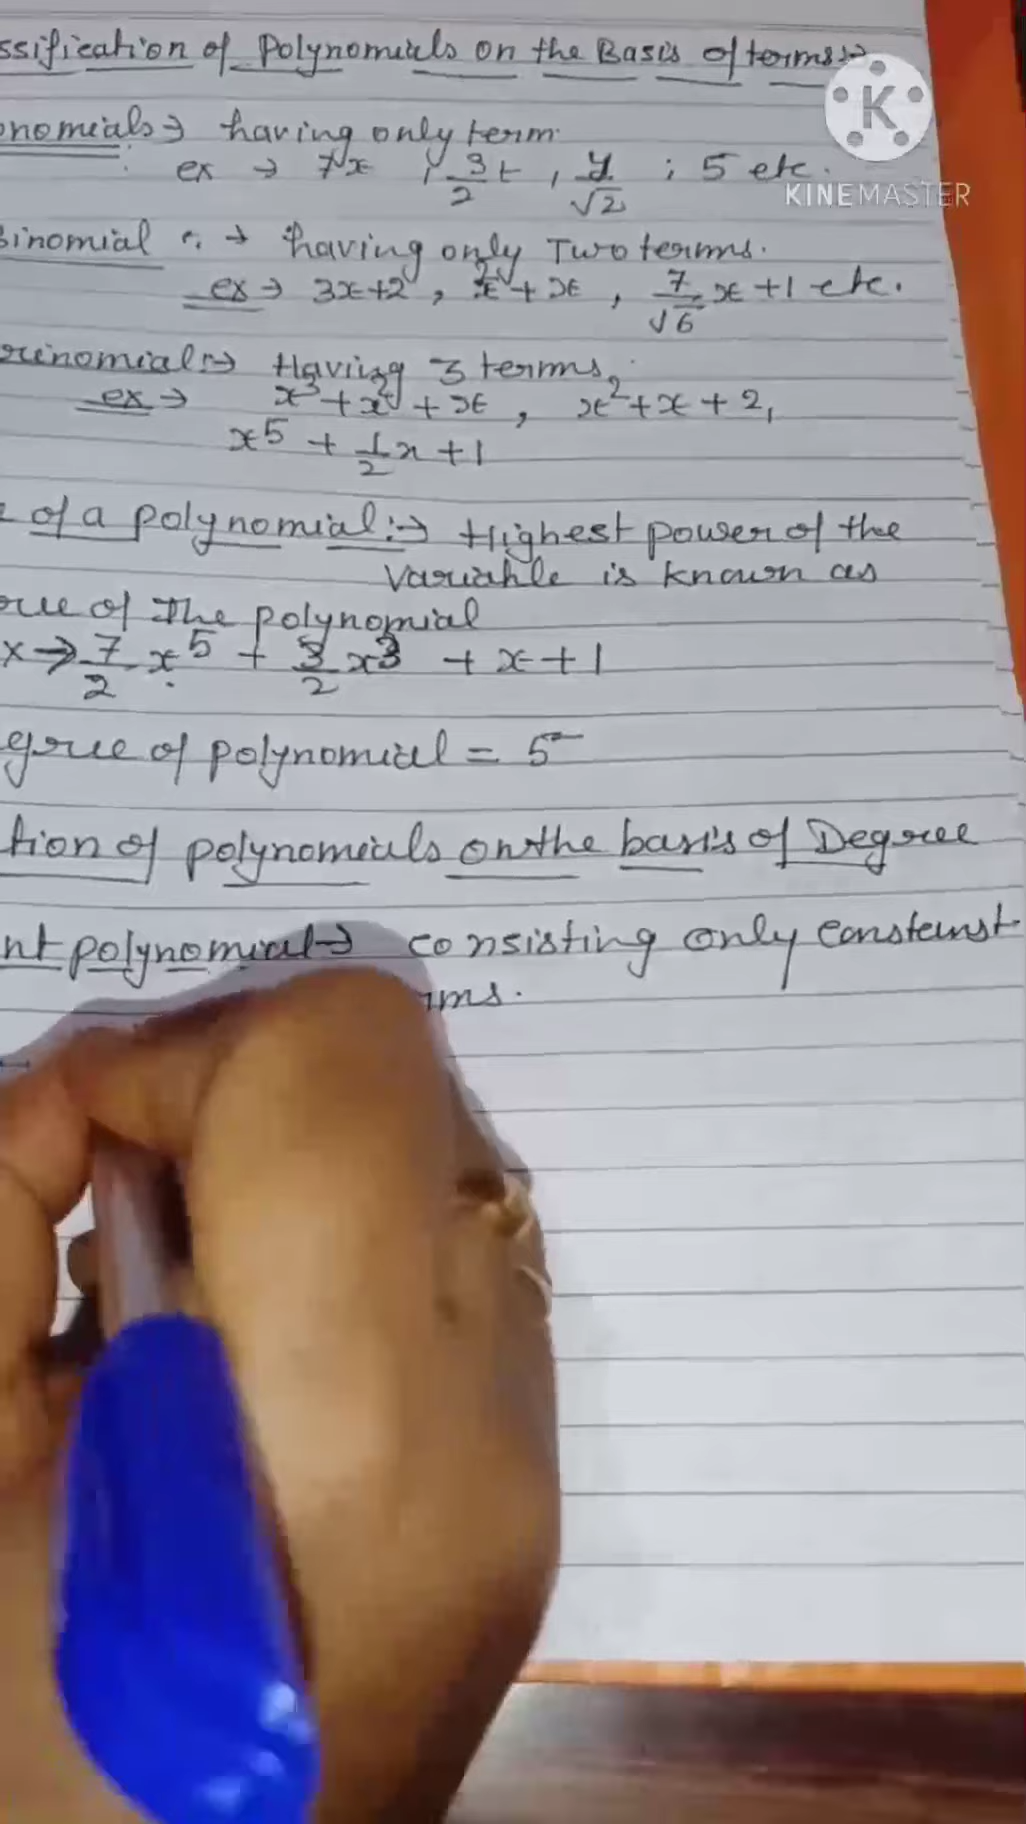 ssification of Polynomials on the Basis of terms:→
onomials → having only term.
ex → 7x , 3/2 t , y/√2 ; 5 etc.
Binomial :. → having only Two terms.
ex → 3x+2 , x² + x , 7/√6 x +1 etc.
rinomial :→ Having 3 terms.
ex → x³ + x² + x , x² + x + 2,
x⁵ + 1/2 x + 1
e of a polynomial :→ Highest power of the
variable is known as
ree of the polynomial
x → 7/2 x⁵ + 3/2 x³ + x + 1
gree of polynomial = 5
tion of polynomials on the basis of Degree
nt polynomial → consisting only constant
ms.
K
KINEMASTER